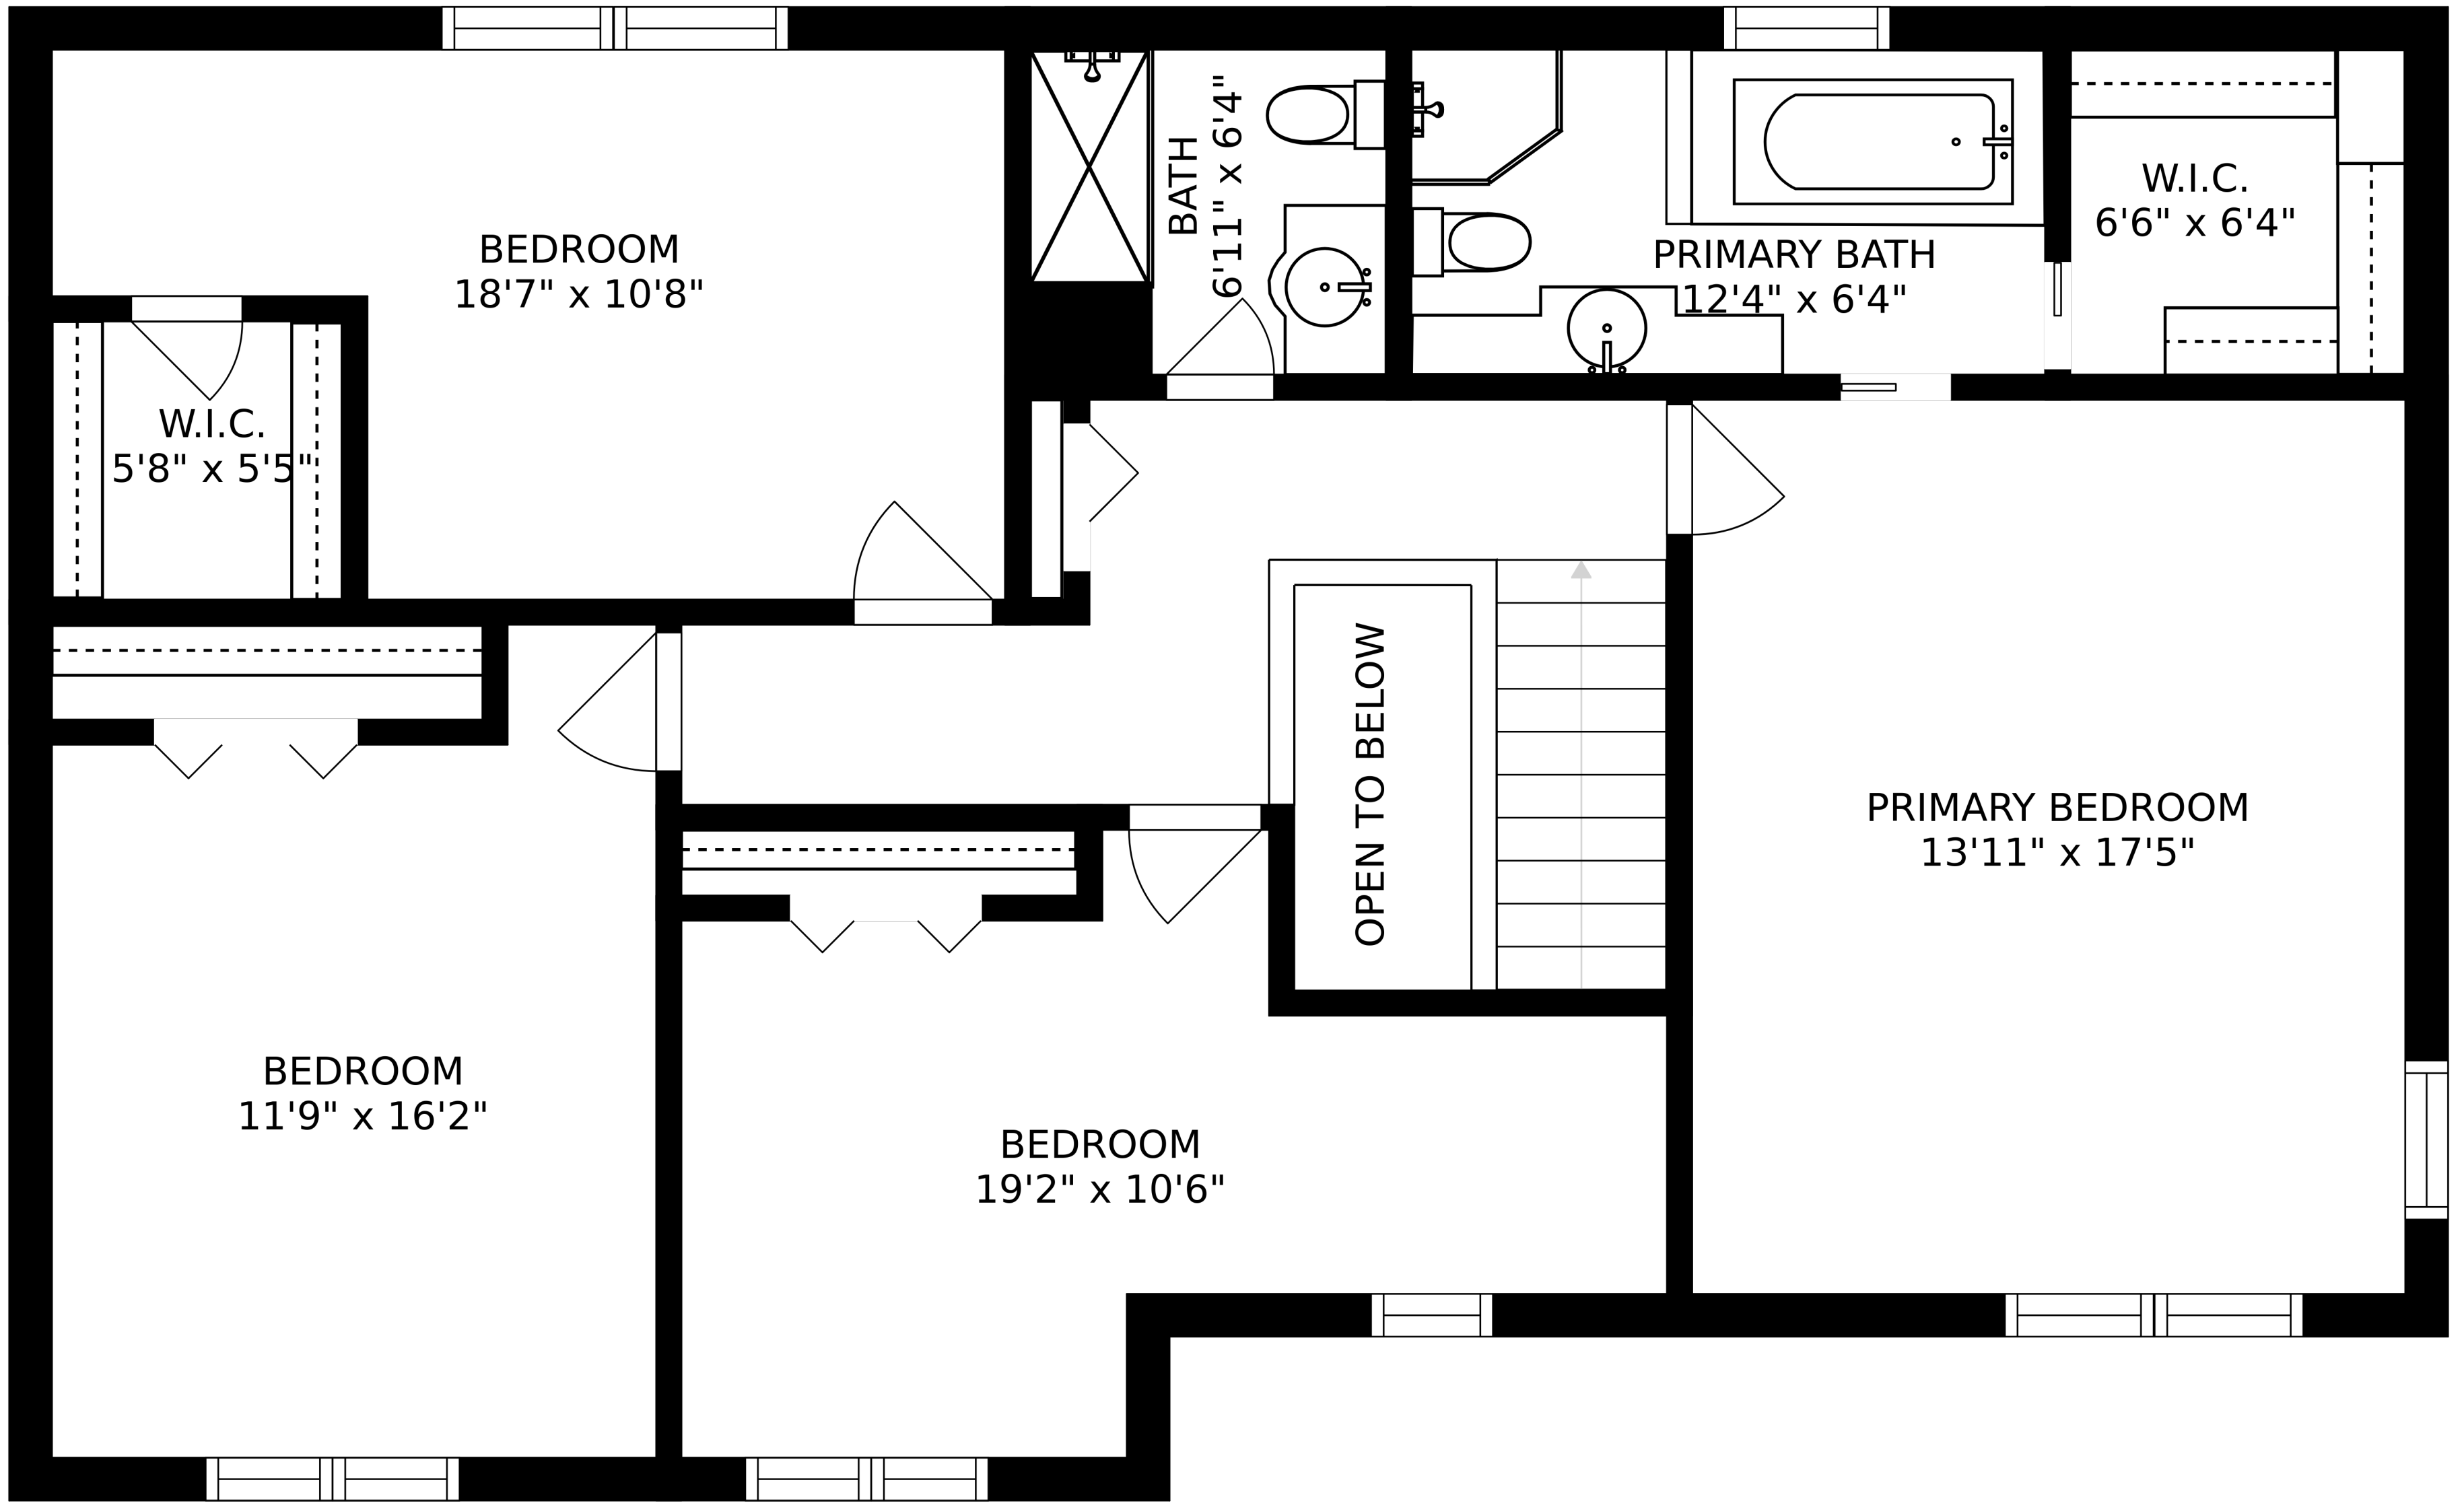 BEDROOM
18'7" x 10'8"
BATH
6'11" x 6'4"
PRIMARY BATH
12'4" x 6'4"
W.I.C.
6'6" x 6'4"
W.I.C.
5'8" x 5'5"
OPEN TO BELOW
PRIMARY BEDROOM
13'11" x 17'5"
BEDROOM
11'9" x 16'2"
BEDROOM
19'2" x 10'6"